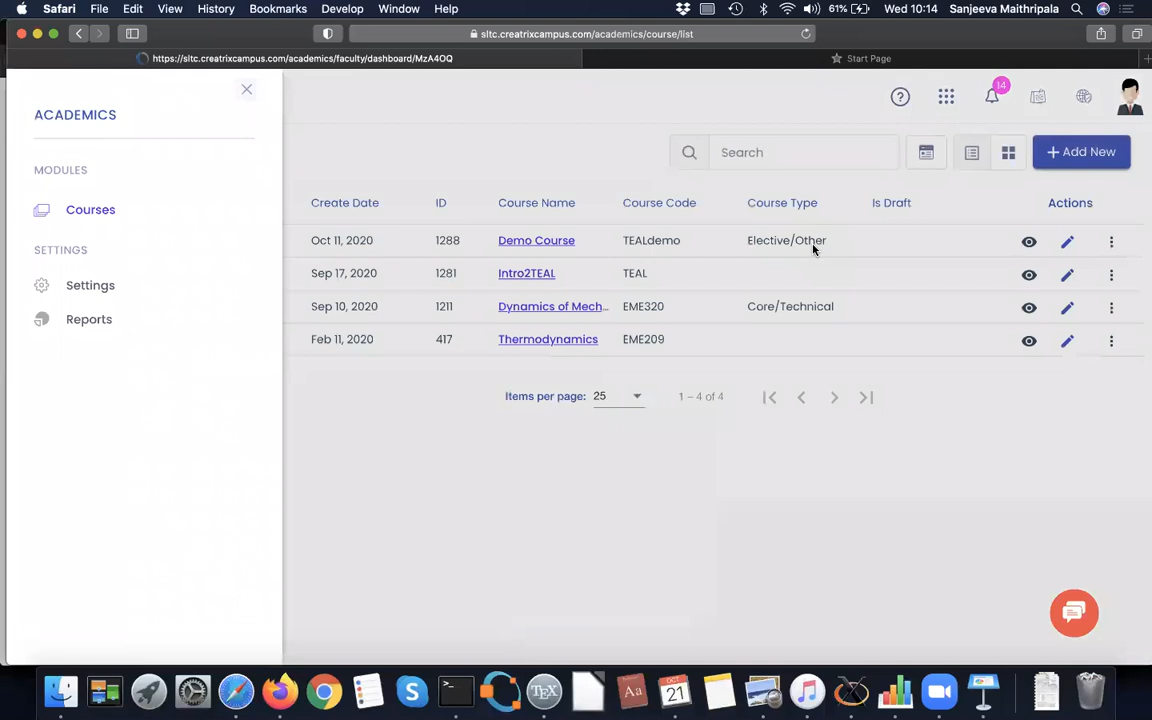 Safari File Edit View History Bookmarks Develop Window Help 61% Wed 10:14 Sanjeeva Maithripala
sltc.creatrixcampus.com/academics/course/list
https://sltc.creatrixcampus.com/academics/faculty/dashboard/MzA4OQ Start Page
14
ACADEMICS
MODULES
Courses
SETTINGS
Settings
Reports
Search + Add New
Create Date ID Course Name Course Code Course Type Is Draft Actions
Oct 11, 2020 1288 Demo Course TEALdemo Elective/Other
Sep 17, 2020 1281 Intro2TEAL TEAL
Sep 10, 2020 1211 Dynamics of Mech... EME320 Core/Technical
Feb 11, 2020 417 Thermodynamics EME209
Items per page: 25 1 – 4 of 4
Aa OCT 21 TEX